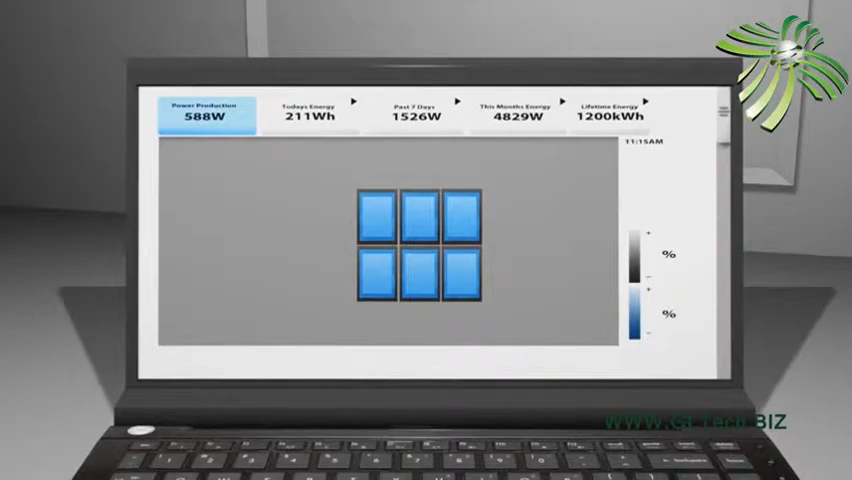 Power Production
588W
Todays Energy
211Wh
Past 7 Days
1526W
This Months Energy
4829W
Lifetime Energy
1200kWh
11:15AM
+
%
-
+
%
-
WWW.GI Tech.BIZ